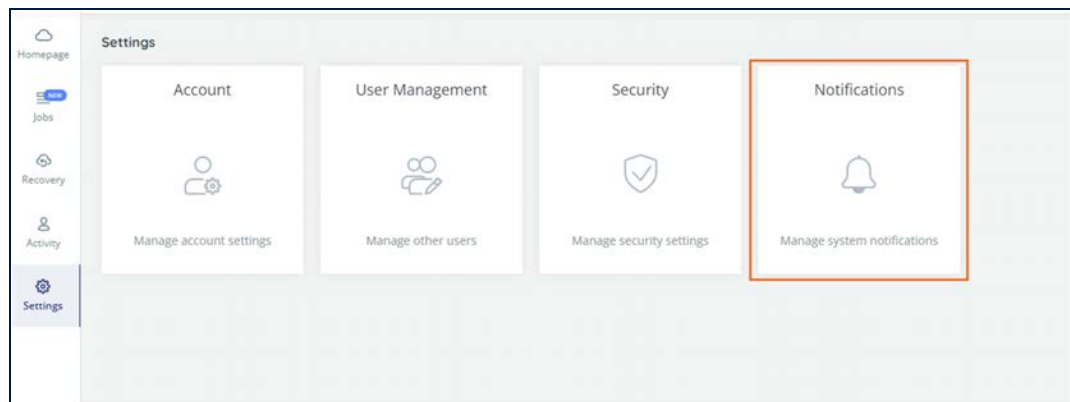 Homepage
NEW
Jobs
Recovery
Activity
Settings
Settings
Account
Manage account settings
User Management
Manage other users
Security
Manage security settings
Notifications
Manage system notifications